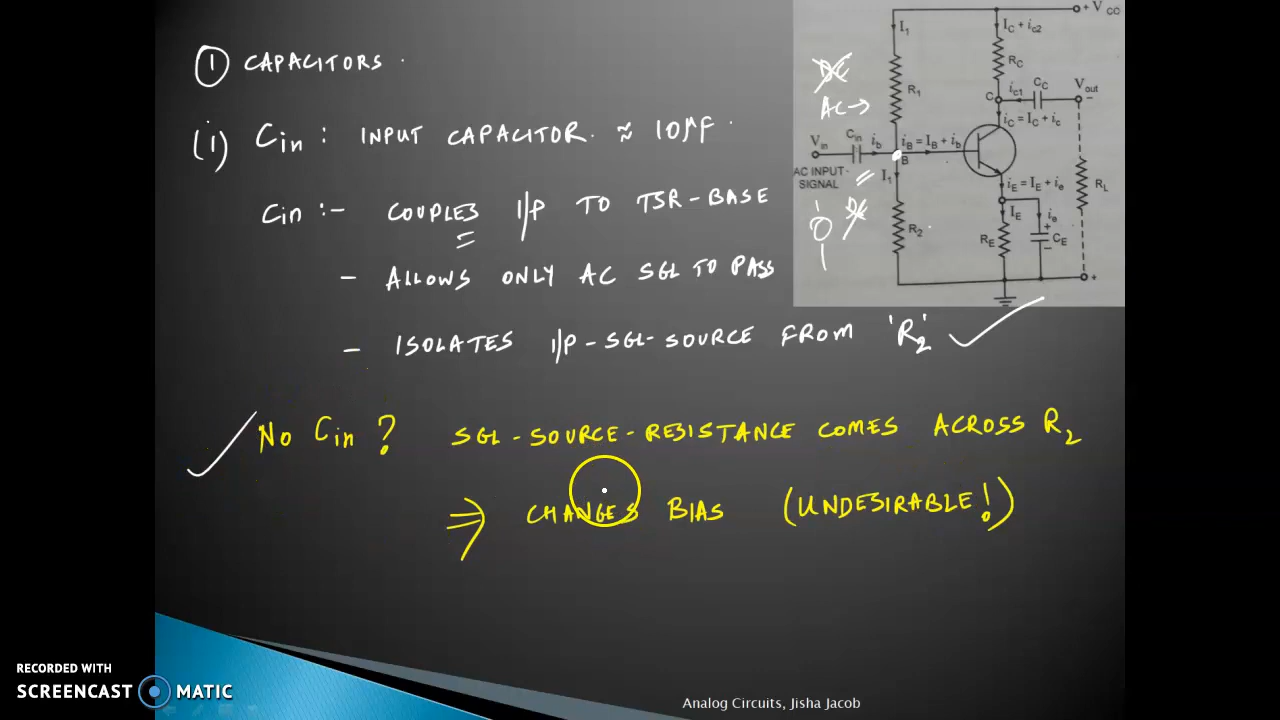 ① CAPACITORS.
(i) Cin : INPUT CAPACITOR. ≈ 10μF.
Cin :- COUPLES I/P TO TSR-BASE
- ALLOWS ONLY AC SGL TO PASS
- ISOLATES I/P-SGL-SOURCE FROM 'R2'
NO Cin ? SGL-SOURCE-RESISTANCE COMES ACROSS R2
⇒ CHANGES BIAS (UNDESIRABLE!)
+ VCC
I1
IC + ic2
RC
DC
AC→
R1
C
ic1
CC
Vout
−
iC = IC + ic
Vin
Cin
ib
iB = IB + ib
B
AC INPUT
SIGNAL
I1
iE = IE + ie
RL
DC
R2
IE
ie
RE
+
−
CE
+
RECORDED WITH
SCREENCAST MATIC
Analog Circuits, Jisha Jacob